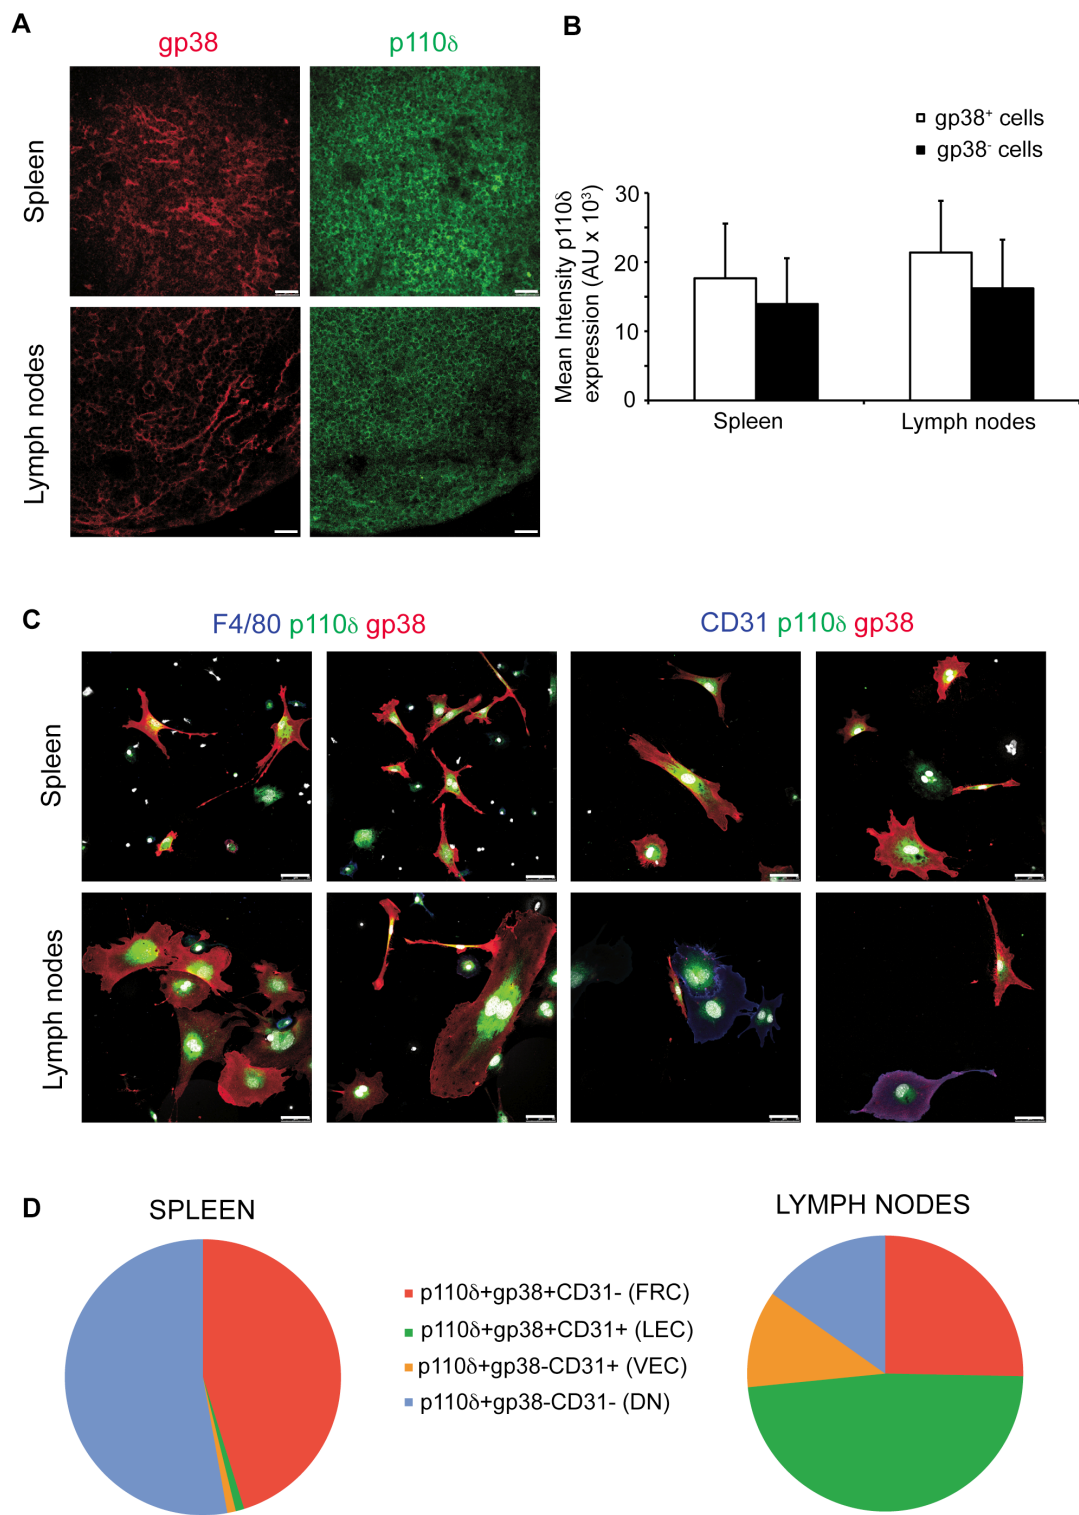 A
gp38
p110δ
Spleen
Lymph nodes
B
gp38⁺ cells
gp38⁻ cells
Mean Intensity p110δ
expression (AU x 10³)
30
20
10
0
Spleen
Lymph nodes
C
F4/80 p110δ gp38
CD31 p110δ gp38
Spleen
Lymph nodes
D
SPLEEN
LYMPH NODES
p110δ+gp38+CD31- (FRC)
p110δ+gp38+CD31+ (LEC)
p110δ+gp38-CD31+ (VEC)
p110δ+gp38-CD31- (DN)